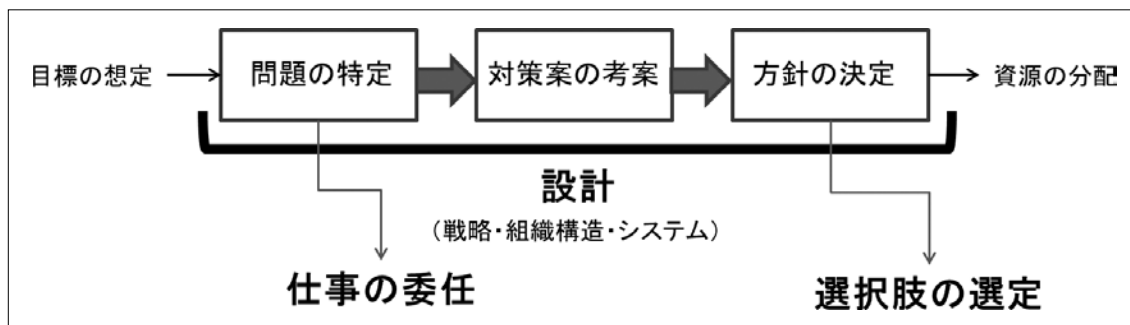 目標の想定
問題の特定
対策案の考案
方針の決定
資源の分配
設計
（戦略・組織構造・システム）
仕事の委任
選択肢の選定